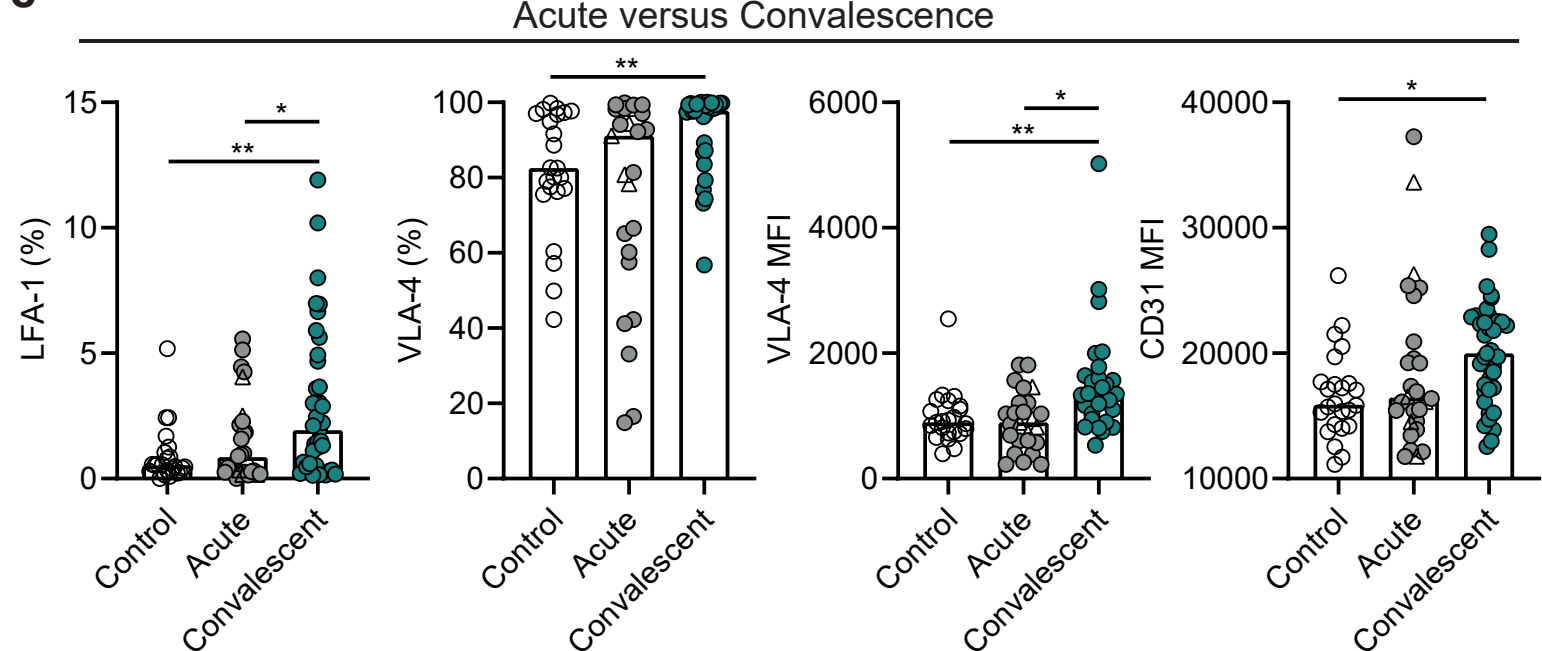 Acute versus Convalescence
LFA-1 (%)
15
10
5
0
*
**
Control
Acute
Convalescent
VLA-4 (%)
100
80
60
40
20
0
**
Control
Acute
Convalescent
VLA-4 MFI
6000
4000
2000
0
*
**
Control
Acute
Convalescent
CD31 MFI
40000
30000
20000
10000
*
Control
Acute
Convalescent